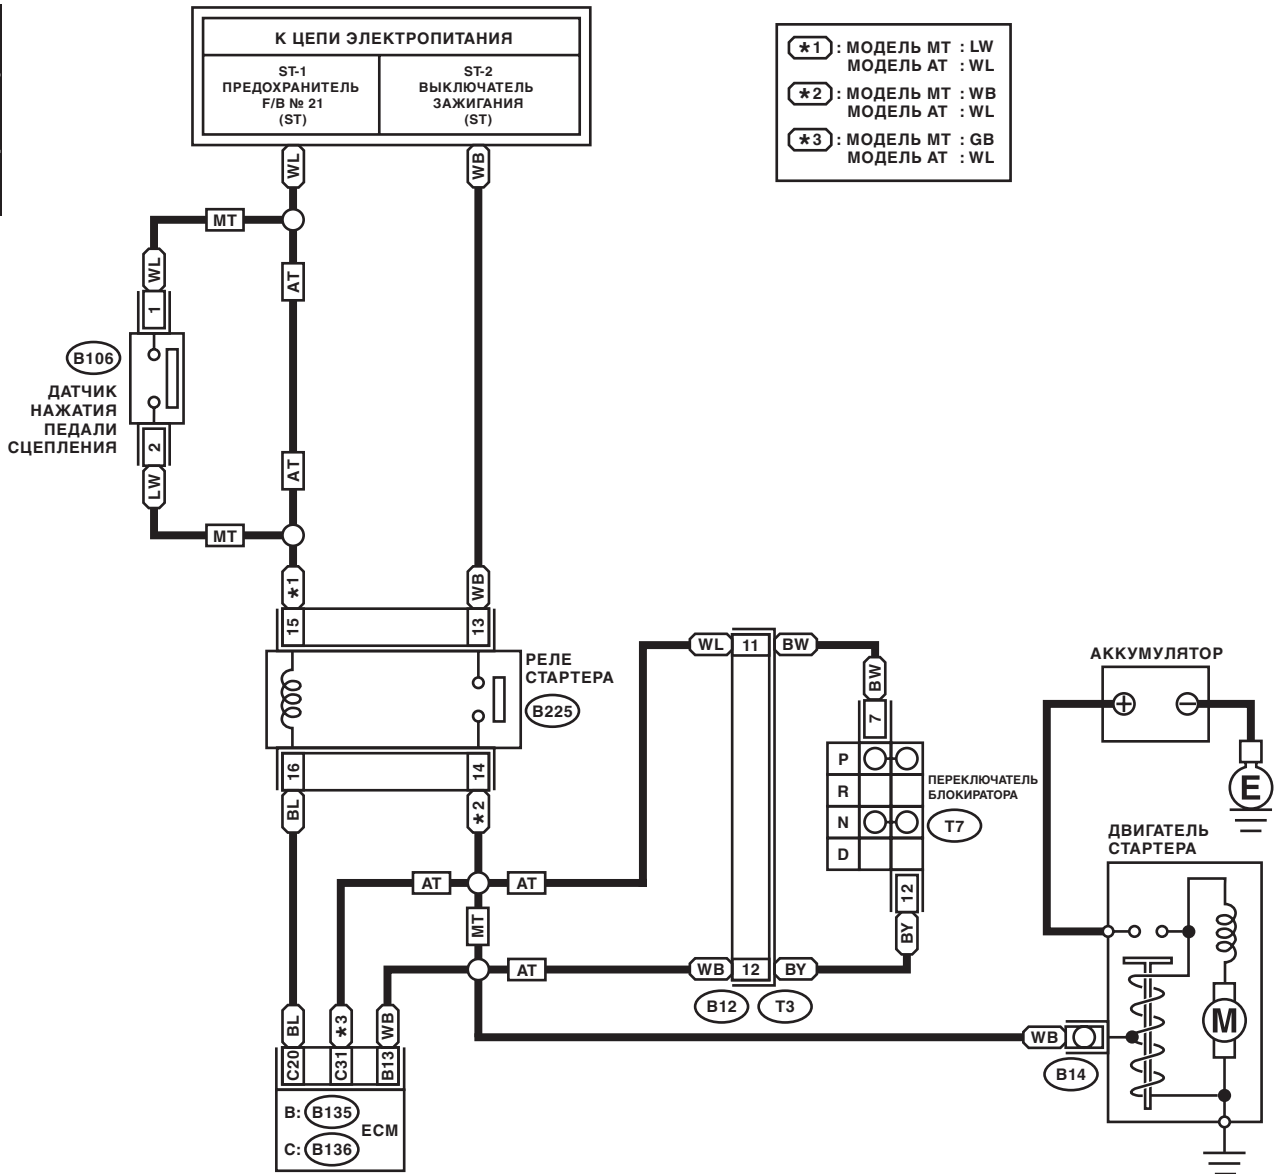 К ЦЕПИ ЭЛЕКТРОПИТАНИЯ
ST-1
ПРЕДОХРАНИТЕЛЬ
F/B № 21
(ST)
ST-2
ВЫКЛЮЧАТЕЛЬ
ЗАЖИГАНИЯ
(ST)
*1 : МОДЕЛЬ MT : LW
МОДЕЛЬ AT : WL
*2 : МОДЕЛЬ MT : WB
МОДЕЛЬ AT : WL
*3 : МОДЕЛЬ MT : GB
МОДЕЛЬ AT : WL
WL
WB
MT
WL
AT
1
B106
ДАТЧИК
НАЖАТИЯ
ПЕДАЛИ
СЦЕПЛЕНИЯ
2
AT
LW
MT
*1
WB
15
13
РЕЛЕ
СТАРТЕРА
B225
16
14
BL
*2
WL
11
BW
BW
7
P
R
N
D
ПЕРЕКЛЮЧАТЕЛЬ
БЛОКИРАТОРА
T7
12
BY
AT
AT
MT
AT
WB
12
BY
B12
T3
АККУМУЛЯТОР
+
−
E
ДВИГАТЕЛЬ
СТАРТЕРА
M
WB
B14
BL
*3
WB
C20
C31
B13
B: B135
ECM
C: B136